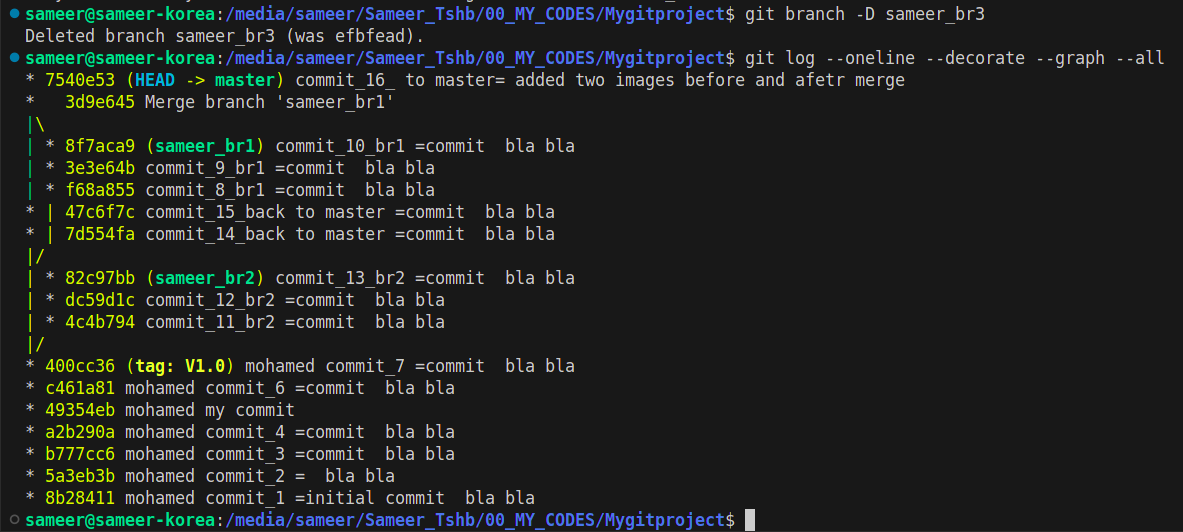 sameer@sameer-korea:/media/sameer/Sameer_Tshb/00_MY_CODES/Mygitproject$ git branch -D sameer_br3
Deleted branch sameer_br3 (was efbfead).
sameer@sameer-korea:/media/sameer/Sameer_Tshb/00_MY_CODES/Mygitproject$ git log --oneline --decorate --graph --all
* 7540e53 (HEAD -> master) commit_16_ to master= added two images before and afetr merge
*   3d9e645 Merge branch 'sameer_br1'
|\
| * 8f7aca9 (sameer_br1) commit_10_br1 =commit  bla bla
| * 3e3e64b commit_9_br1 =commit  bla bla
| * f68a855 commit_8_br1 =commit  bla bla
* | 47c6f7c commit_15_back to master =commit  bla bla
* | 7d554fa commit_14_back to master =commit  bla bla
|/
| * 82c97bb (sameer_br2) commit_13_br2 =commit  bla bla
| * dc59d1c commit_12_br2 =commit  bla bla
| * 4c4b794 commit_11_br2 =commit  bla bla
|/
* 400cc36 (tag: V1.0) mohamed commit_7 =commit  bla bla
* c461a81 mohamed commit_6 =commit  bla bla
* 49354eb mohamed my commit
* a2b290a mohamed commit_4 =commit  bla bla
* b777cc6 mohamed commit_3 =commit  bla bla
* 5a3eb3b mohamed commit_2 =  bla bla
* 8b28411 mohamed commit_1 =initial commit  bla bla
sameer@sameer-korea:/media/sameer/Sameer_Tshb/00_MY_CODES/Mygitproject$